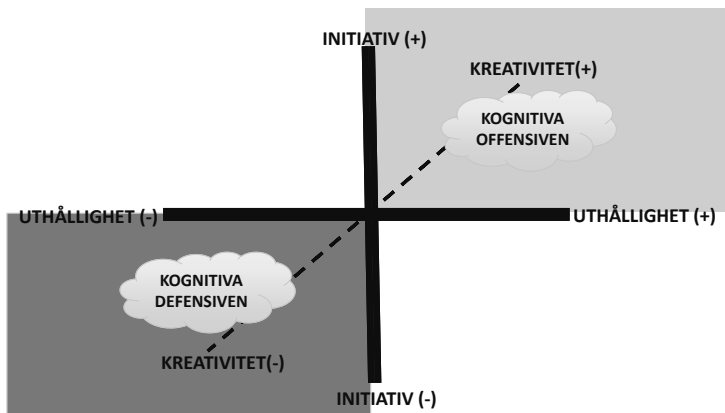 INITIATIV (+)
KREATIVITET(+)
KOGNITIVA
OFFENSIVEN
UTHÅLLIGHET (-)
UTHÅLLIGHET (+)
KOGNITIVA
DEFENSIVEN
KREATIVITET(-)
INITIATIV (-)